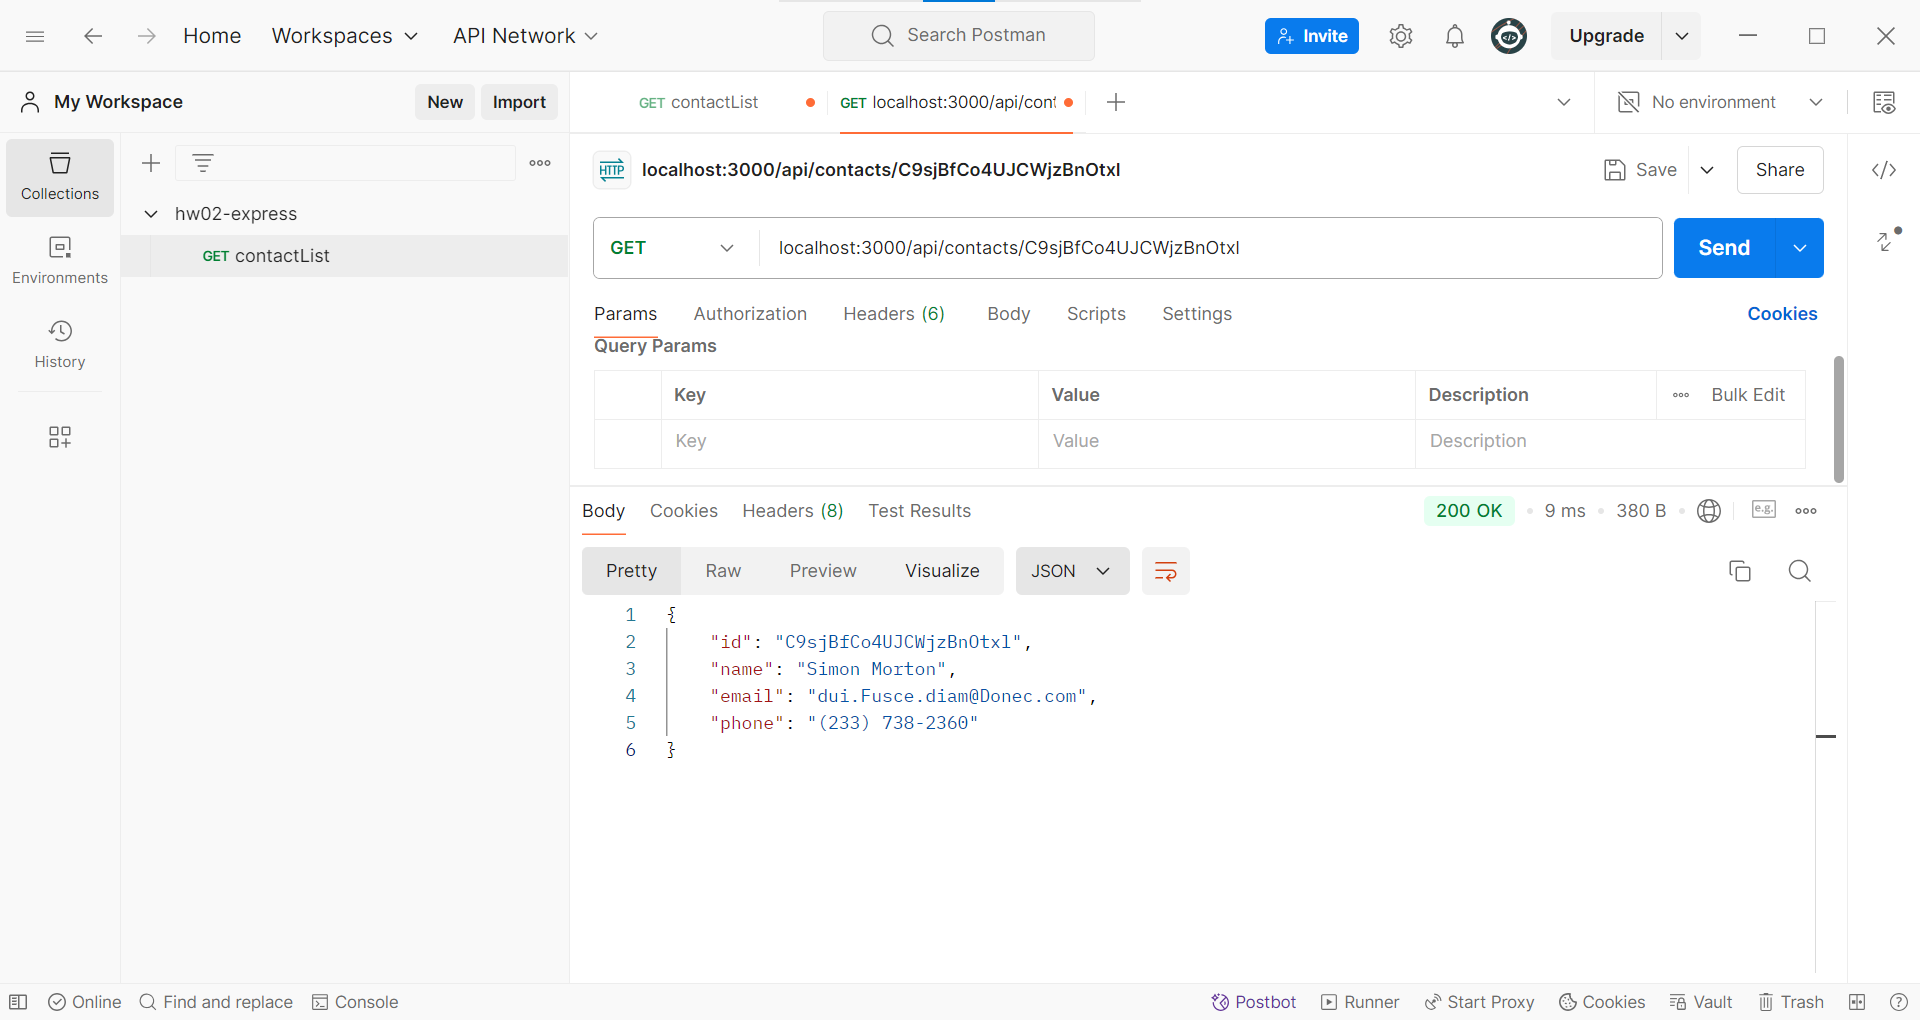 Home Workspaces API Network Search Postman Invite Upgrade
My Workspace New Import GET contactList GET localhost:3000/api/cont No environment
Collections
Environments
History
hw02-express
GET contactList
HTTP localhost:3000/api/contacts/C9sjBfCo4UJCWjzBnOtxl Save Share
GET localhost:3000/api/contacts/C9sjBfCo4UJCWjzBnOtxl Send
Params Authorization Headers (6) Body Scripts Settings Cookies
Query Params
Key Value Description Bulk Edit
Key Value Description
Body Cookies Headers (8) Test Results 200 OK • 9 ms • 380 B e.g.
Pretty Raw Preview Visualize JSON
1 {
2 "id": "C9sjBfCo4UJCWjzBnOtxl",
3 "name": "Simon Morton",
4 "email": "dui.Fusce.diam@Donec.com",
5 "phone": "(233) 738-2360"
6 }
Online Find and replace Console Postbot Runner Start Proxy Cookies Vault Trash